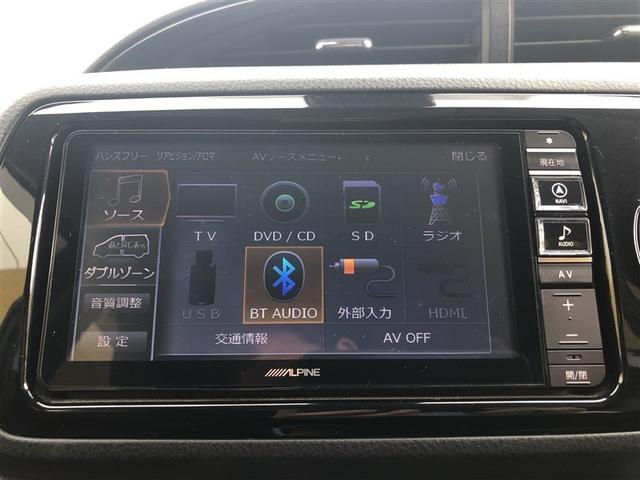 ハンズフリー リアビジョン/アロマ AVソースメニュー 閉じる
ソース
TV
DVD / CD
SD
ラジオ
ダブルゾーン
USB
BT AUDIO
外部入力
HDMI
音質調整
設定
交通情報
AV OFF
ALPINE
現在地
NAVI
AUDIO
AV
+
−
開/閉